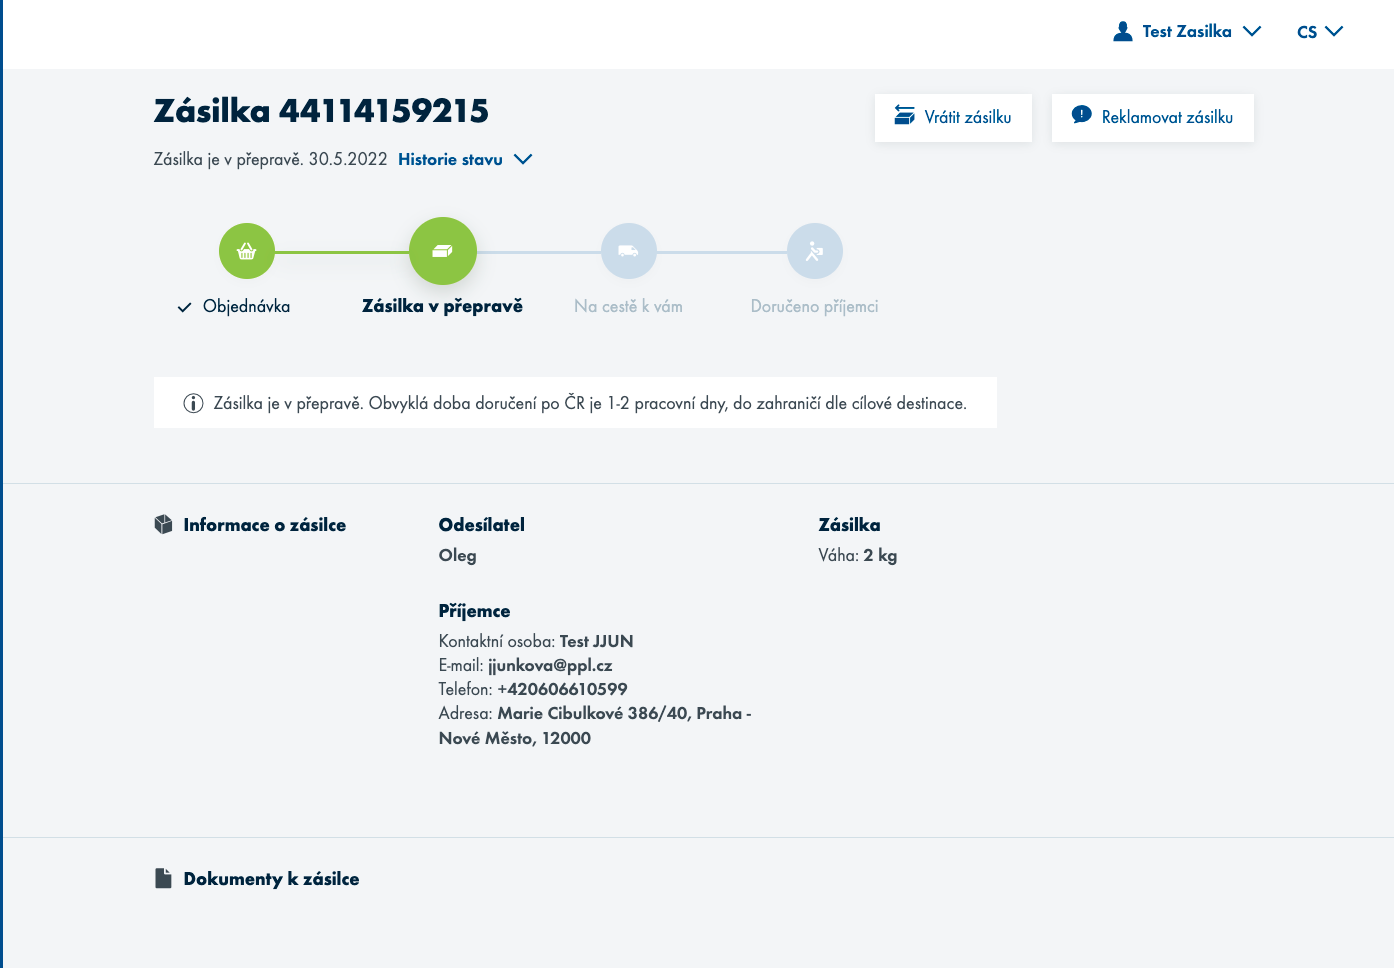 Test Zasilka
CS
Zásilka 44114159215
Vrátit zásilku
Reklamovat zásilku
Zásilka je v přepravě. 30.5.2022 Historie stavu
Objednávka
Zásilka v přepravě
Na cestě k vám
Doručeno příjemci
Zásilka je v přepravě. Obvyklá doba doručení po ČR je 1-2 pracovní dny, do zahraničí dle cílové destinace.
Informace o zásilce
Odesílatel
Oleg
Příjemce
Kontaktní osoba: Test JJUN
E-mail: jjunkova@ppl.cz
Telefon: +420606610599
Adresa: Marie Cibulkové 386/40, Praha -
Nové Město, 12000
Zásilka
Váha: 2 kg
Dokumenty k zásilce